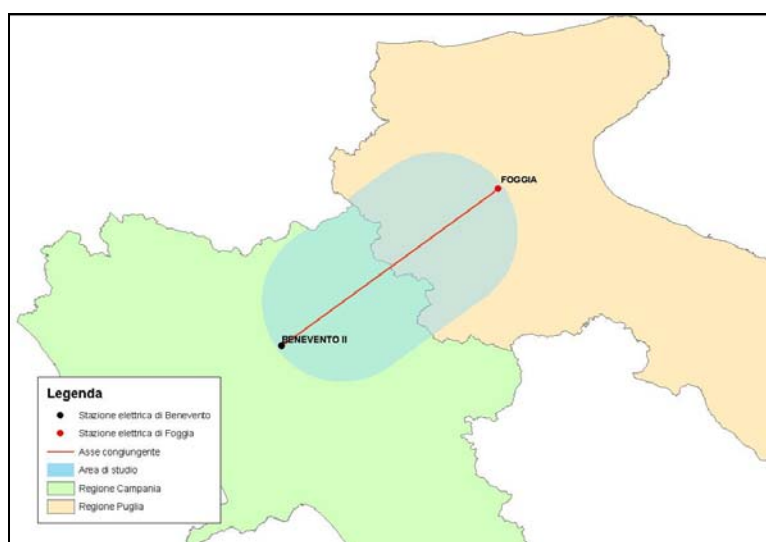 FOGGIA
BENEVENTO II
Legenda
Stazione elettrica di Benevento
Stazione elettrica di Foggia
Asse congiungente
Area di studio
Regione Campania
Regione Puglia